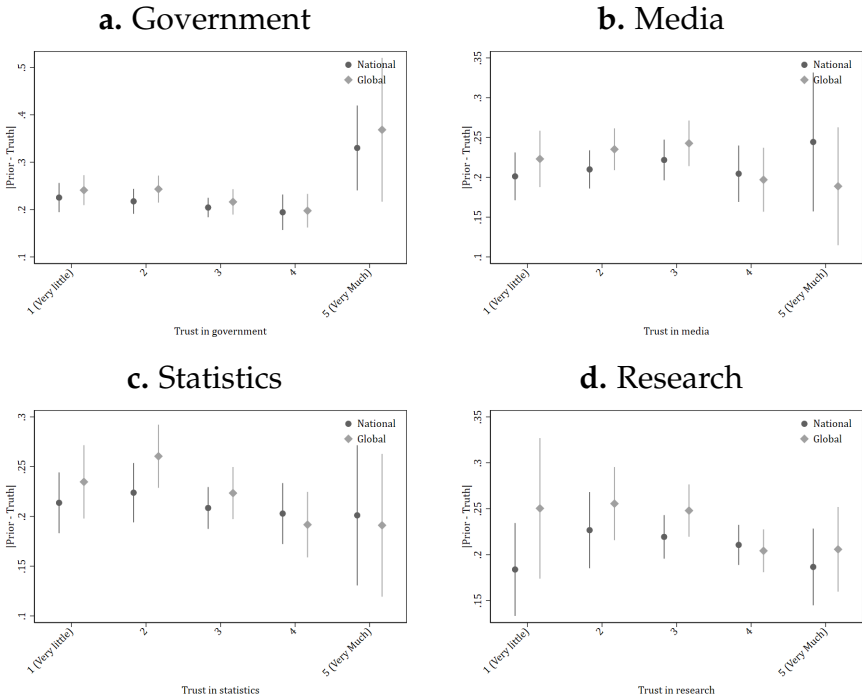 a. Government
|Prior - Truth|
.5
.4
.3
.2
.1
National
Global
1 (Very little)
2
3
4
5 (Very Much)
Trust in government
b. Media
|Prior - Truth|
.35
.3
.25
.2
.15
.1
National
Global
1 (Very little)
2
3
4
5 (Very Much)
Trust in media
c. Statistics
|Prior - Truth|
.3
.25
.2
.15
.1
National
Global
1 (Very little)
2
3
4
5 (Very Much)
Trust in statistics
d. Research
|Prior - Truth|
.35
.3
.25
.2
.15
National
Global
1 (Very little)
2
3
4
5 (Very Much)
Trust in research